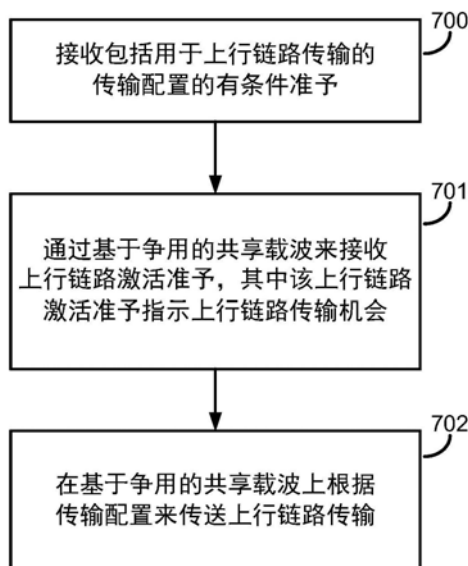 700
接收包括用于上行链路传输的
传输配置的有条件准予
701
通过基于争用的共享载波来接收
上行链路激活准予，其中该上行链路
激活准予指示上行链路传输机会
702
在基于争用的共享载波上根据
传输配置来传送上行链路传输